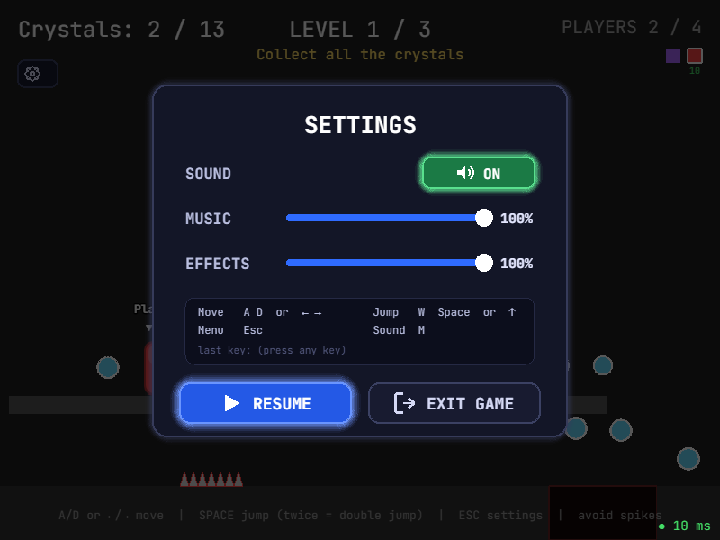 Crystals: 2 / 13
LEVEL 1 / 3
PLAYERS 2 / 4
Collect all the crystals
10
SETTINGS
SOUND
ON
MUSIC
100%
EFFECTS
100%
Move A D or ← → Jump W Space or ↑
Menu Esc Sound M
last key: (press any key)
RESUME
EXIT GAME
A/D or ./. move | SPACE jump (twice - double jump) | ESC settings | avoid spikes
10 ms